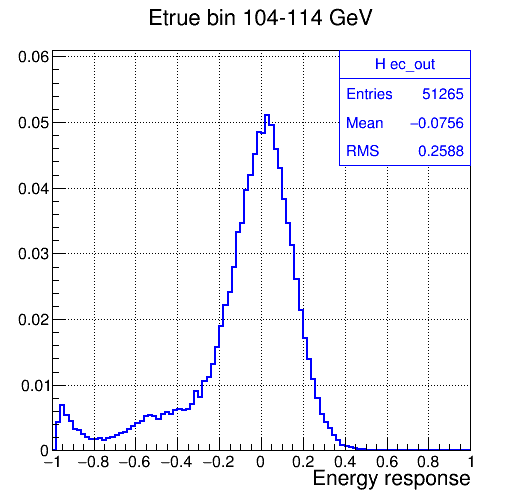 Etrue bin 104-114 GeV
H ec_out
Entries 51265
Mean −0.0756
RMS 0.2588
0.06
0.05
0.04
0.03
0.02
0.01
0
−1 −0.8 −0.6 −0.4 −0.2 0 0.2 0.4 0.6 0.8 1
Energy response